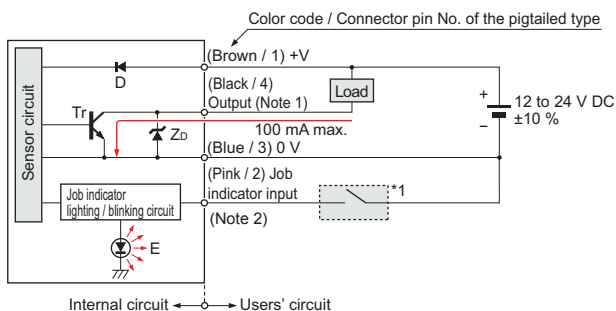 Color code / Connector pin No. of the pigtailed type
(Brown / 1) +V
D
(Black / 4)
Output (Note 1)
Load
Tr
ZD
100 mA max.
+
−
12 to 24 V DC
±10 %
Sensor circuit
(Blue / 3) 0 V
(Pink / 2) Job
indicator input
*1
(Note 2)
Job indicator
lighting / blinking circuit
E
Internal circuit
Users' circuit